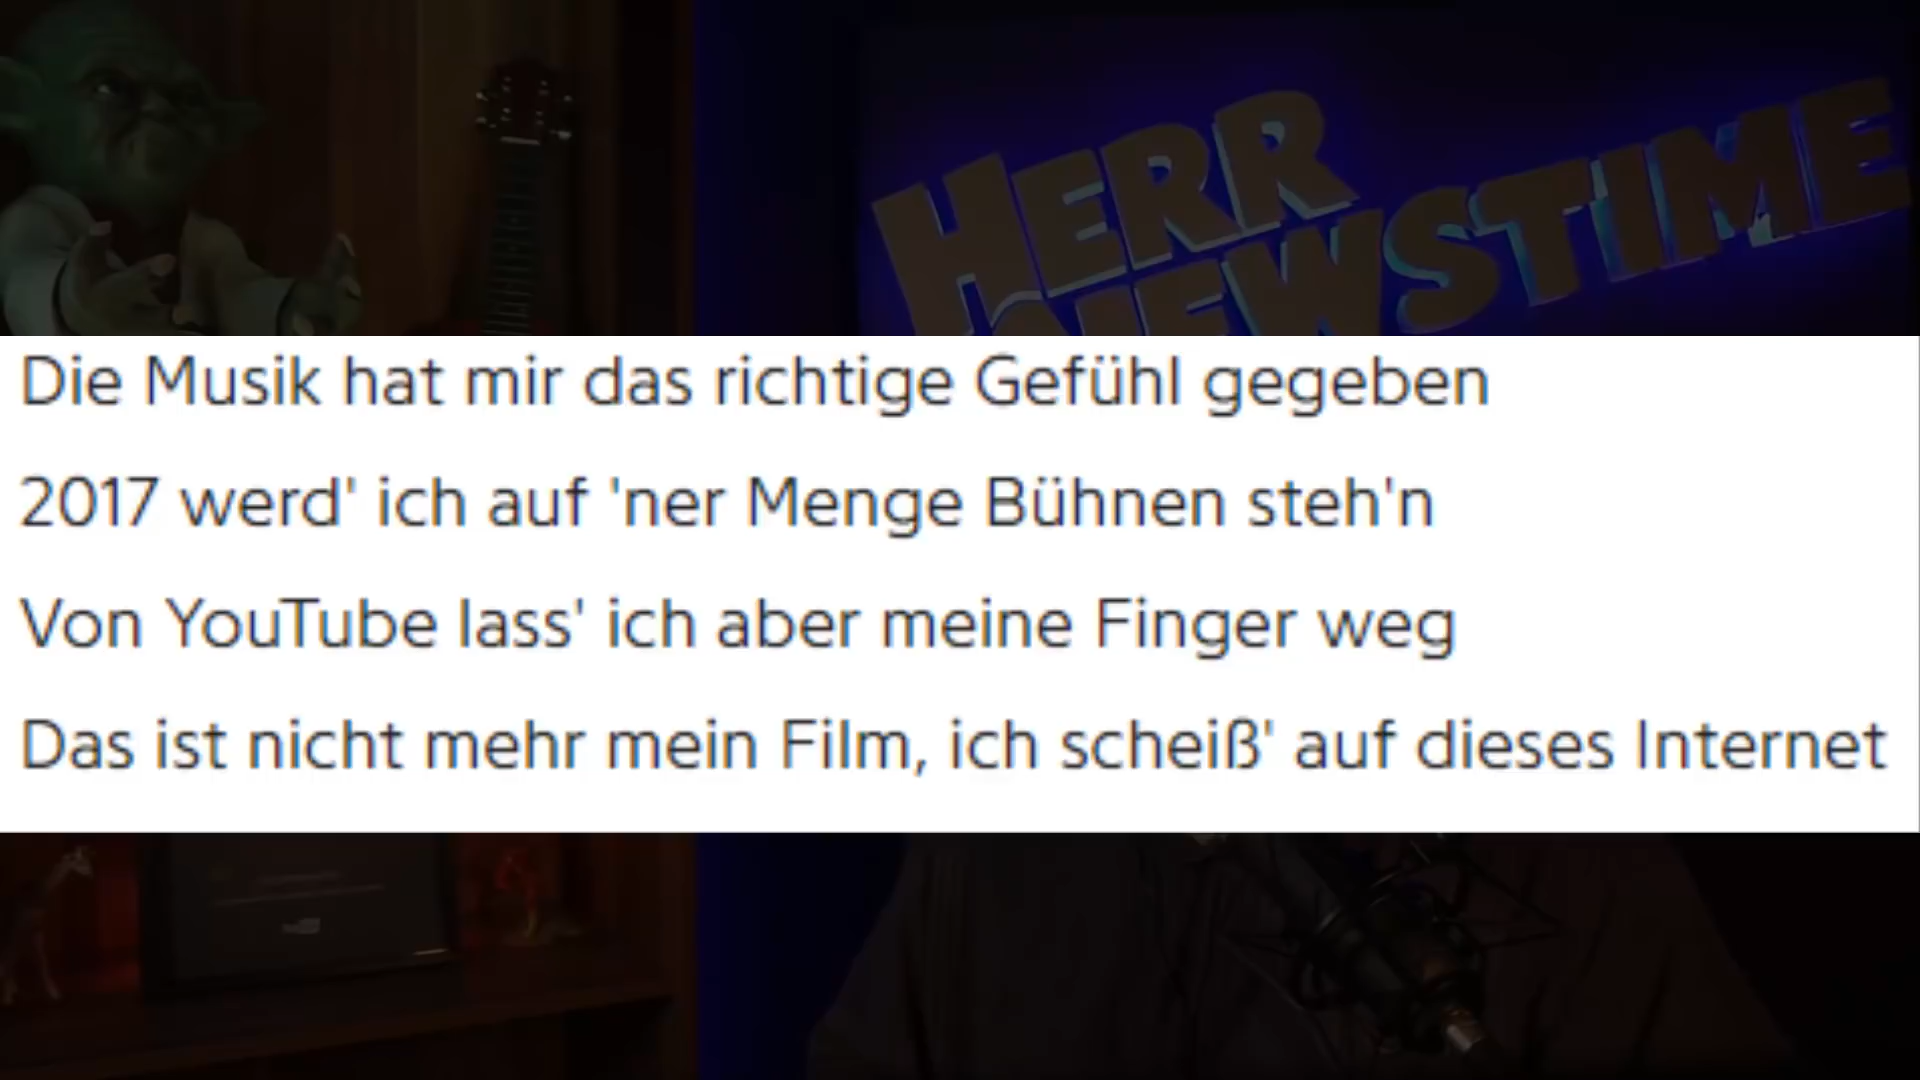 HERR
NEWSTIME
Die Musik hat mir das richtige Gefühl gegeben
2017 werd' ich auf 'ner Menge Bühnen steh'n
Von YouTube lass' ich aber meine Finger weg
Das ist nicht mehr mein Film, ich scheiß' auf dieses Internet